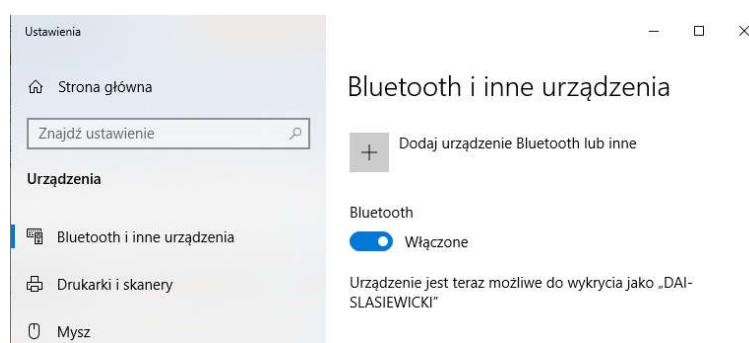 Ustawienia
Strona główna
Znajdź ustawienie
Urządzenia
Bluetooth i inne urządzenia
Drukarki i skanery
Mysz
Bluetooth i inne urządzenia
Dodaj urządzenie Bluetooth lub inne
Bluetooth
Włączone
Urządzenie jest teraz możliwe do wykrycia jako „DAI-
SLASIEWICKI”